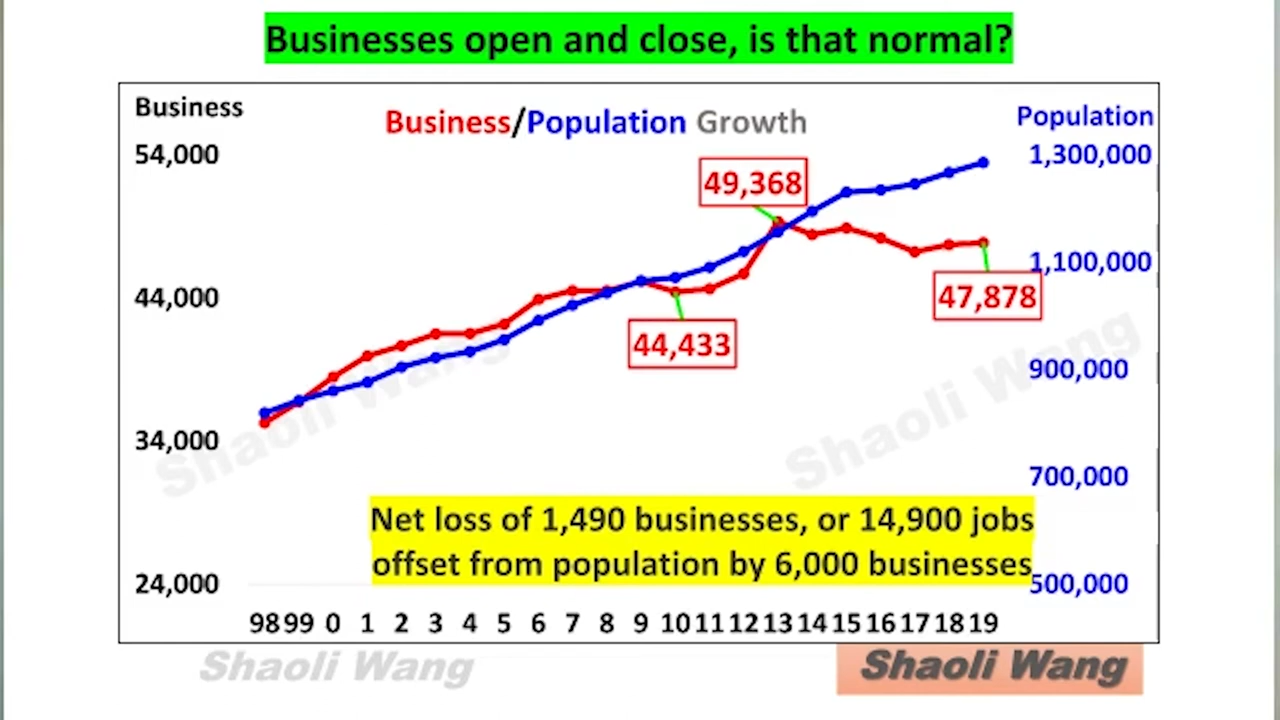 Businesses open and close, is that normal?
Business
Business/Population Growth
Population
54,000
1,300,000
49,368
1,100,000
44,000
47,878
44,433
900,000
Shaoli Wang
Shaoli Wang
34,000
700,000
Net loss of 1,490 businesses, or 14,900 jobs
offset from population by 6,000 businesses
24,000
500,000
98 99 0 1 2 3 4 5 6 7 8 9 10 11 12 13 14 15 16 17 18 19
Shaoli Wang
Shaoli Wang